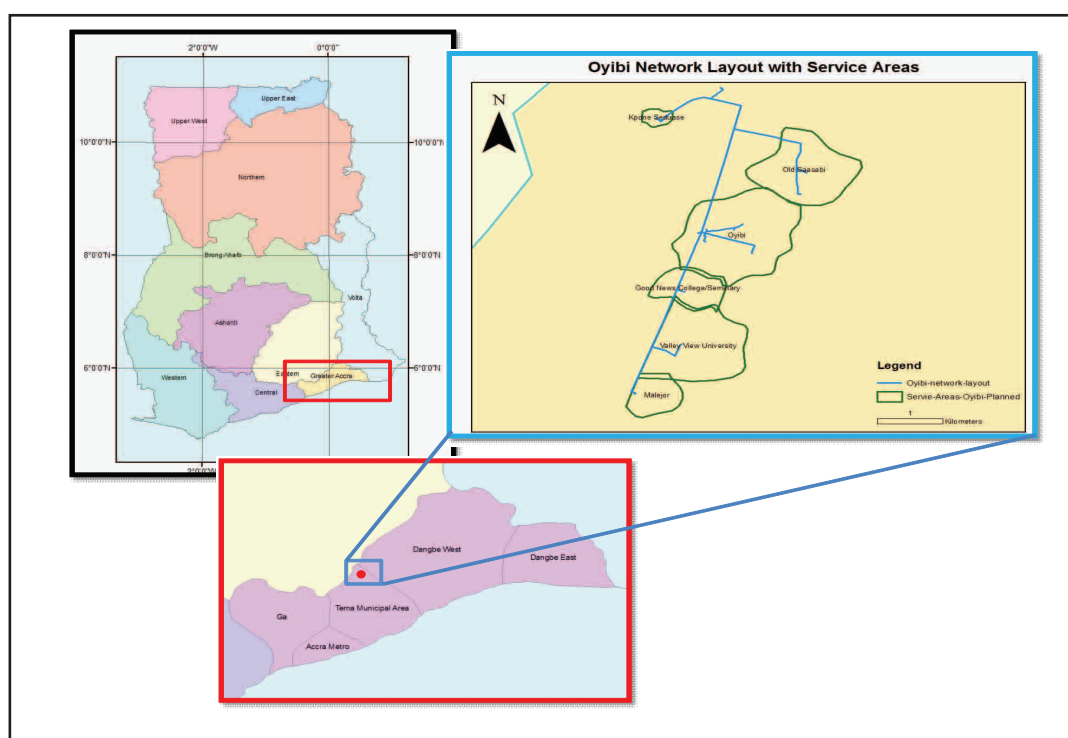 2°0'0"W
0°0'0"
Upper East
Upper West
10°0'0"N
10°0'0"N
Northern
8°0'0"N
8°0'0"N
Brong Ahafo
Volta
Ashanti
6°0'0"N
6°0'0"N
Western
Eastern
Greater Accra
Central
Oyibi Network Layout with Service Areas
N
Kpone
Old Saasabi
Oyibi
Good News College/Seminary
Valley View University
Malejor
Legend
Oyibi-network-layout
Servie-Areas-Oyibi-Planned
1
Kilometers
Dangbe West
Dangbe East
Tema Municipal Area
Ga
Accra Metro